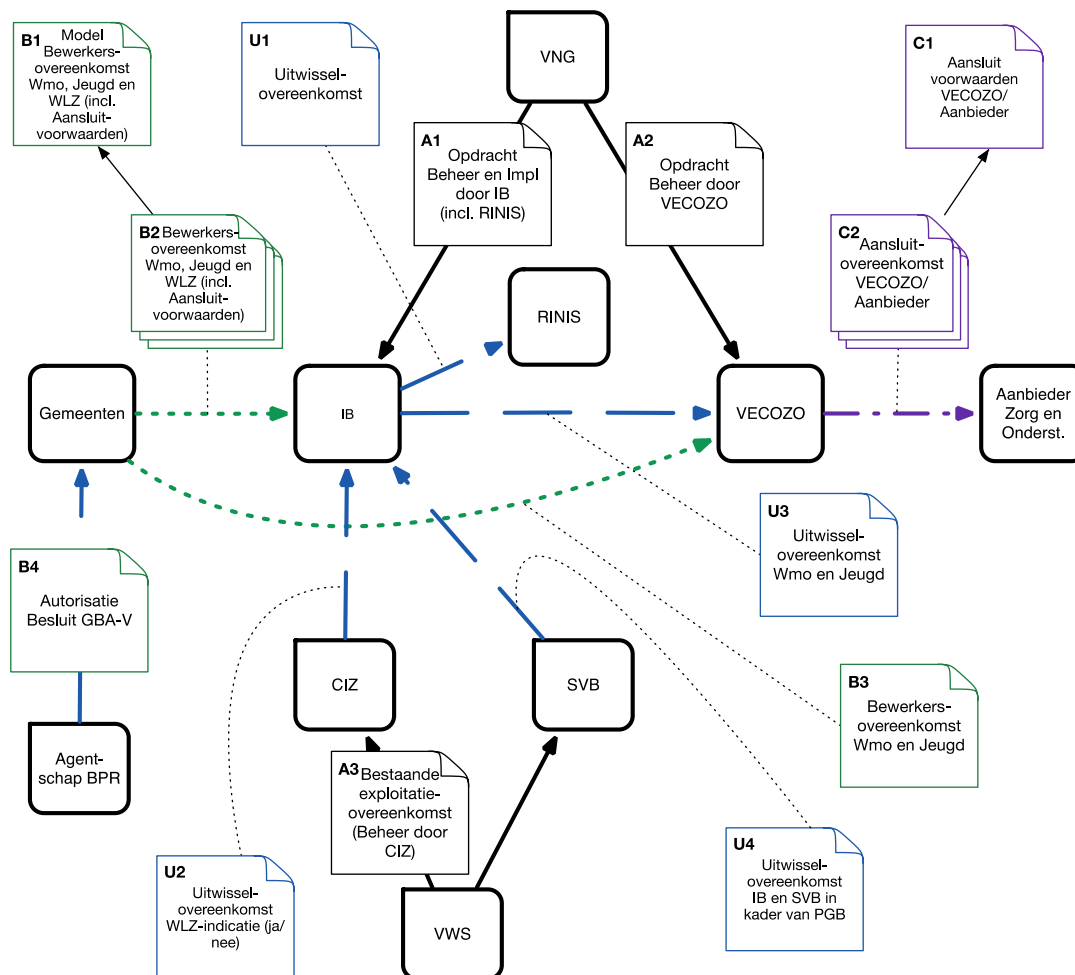 B1 Model
Bewerkers-
overeenkomst
Wmo, Jeugd en
WLZ (incl.
Aansluit-
voorwaarden)
U1
Uitwissel-
overeenkomst
VNG
C1
Aansluit
voorwaarden
VECOZO/
Aanbieder
A1
Opdracht
Beheer en Impl
door IB
(incl. RINIS)
A2
Opdracht
Beheer door
VECOZO
B2 Bewerkers-
overeenkomst
Wmo, Jeugd en
WLZ (incl.
Aansluit-
voorwaarden)
C2
Aansluit-
overeenkomst
VECOZO/
Aanbieder
RINIS
Gemeenten
IB
VECOZO
Aanbieder
Zorg en
Onderst.
U3
Uitwissel-
overeenkomst
Wmo en Jeugd
B4
Autorisatie
Besluit GBA-V
CIZ
SVB
B3
Bewerkers-
overeenkomst
Wmo en Jeugd
Agent-
schap BPR
A3 Bestaande
exploitatie-
overeenkomst
(Beheer door
CIZ)
U2
Uitwissel-
overeenkomst
WLZ-indicatie (ja/
nee)
U4
Uitwissel-
overeenkomst
IB en SVB in
kader van PGB
VWS